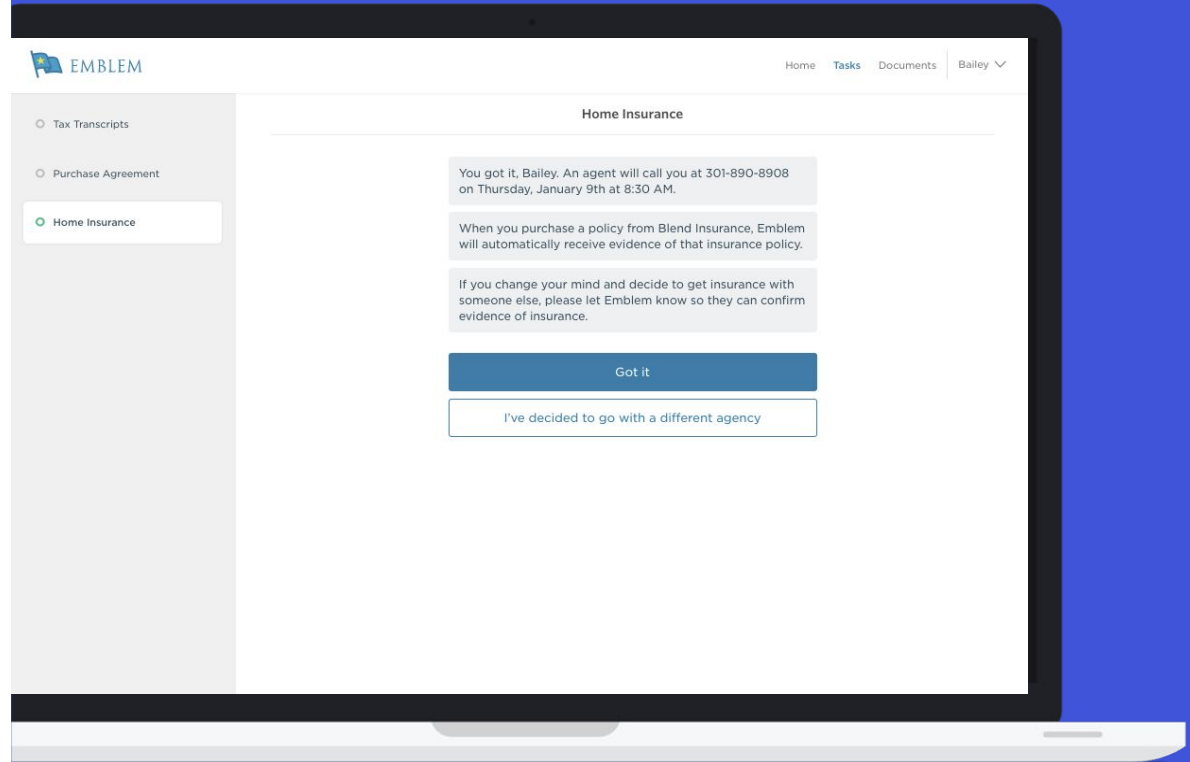 EMBLEM
Home Tasks Documents Bailey
Tax Transcripts
Purchase Agreement
Home Insurance
Home Insurance
You got it, Bailey. An agent will call you at 301-890-8908
on Thursday, January 9th at 8:30 AM.
When you purchase a policy from Blend Insurance, Emblem
will automatically receive evidence of that insurance policy.
If you change your mind and decide to get insurance with
someone else, please let Emblem know so they can confirm
evidence of insurance.
Got it
I've decided to go with a different agency